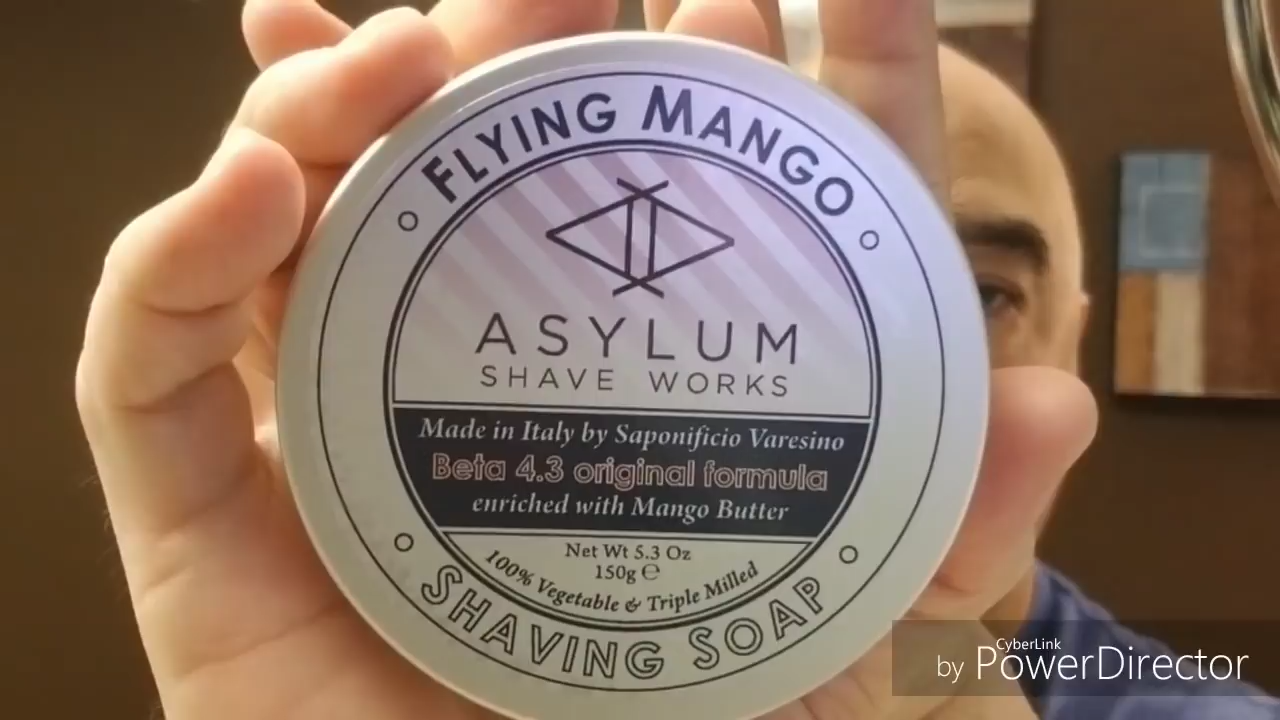 FLYING MANGO
ASYLUM
SHAVE WORKS
Made in Italy by Saponificio Varesino
Beta 4.3 original formula
enriched with Mango Butter
Net Wt 5.3 Oz
150g ℮
100% Vegetable & Triple Milled
SHAVING SOAP
CyberLink
by PowerDirector